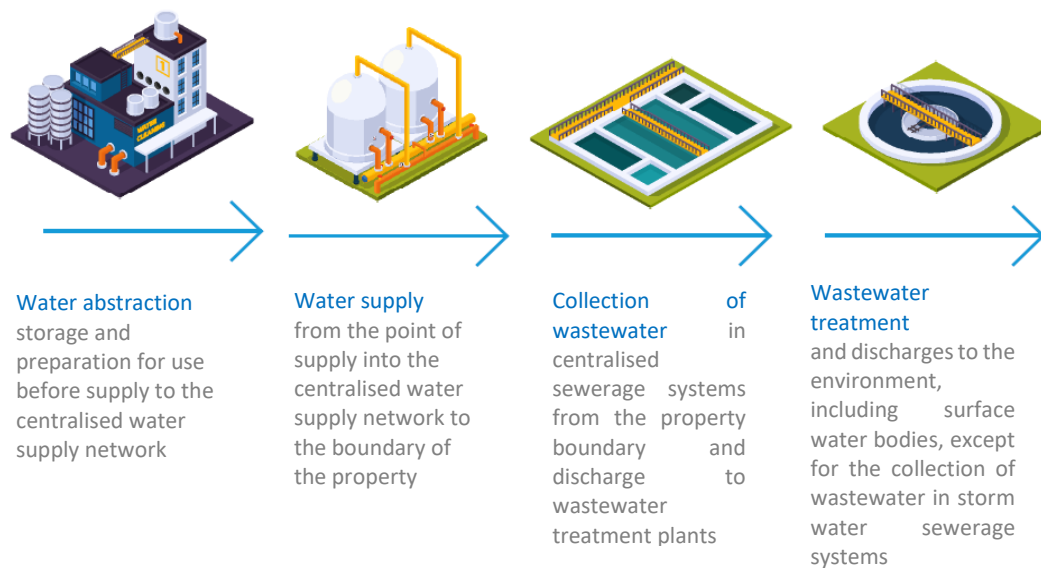 WATER
CLEANING
Water abstraction
storage and
preparation for use
before supply to the
centralised water
supply network
Water supply
from the point of
supply into the
centralised water
supply network to
the boundary of
the property
Collection of
wastewater in
centralised
sewerage systems
from the property
boundary and
discharge to
wastewater
treatment plants
Wastewater
treatment
and discharges to the
environment,
including surface
water bodies, except
for the collection of
wastewater in storm
water sewerage
systems